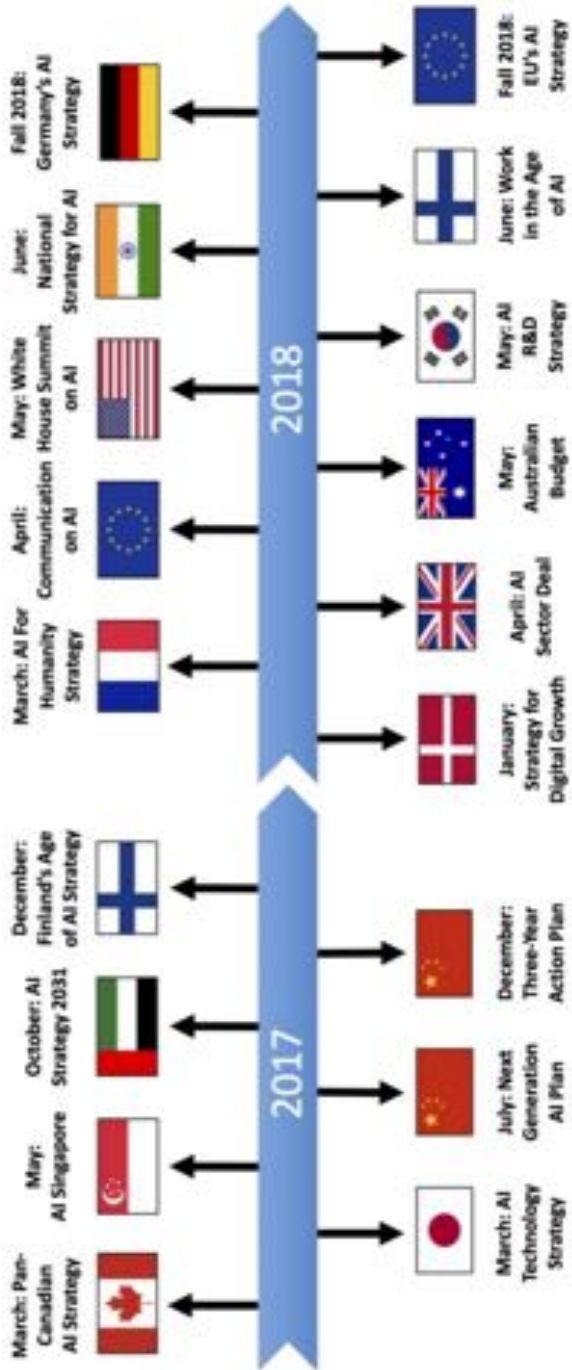 March: Pan-
Canadian
AI Strategy
May:
AI Singapore
October: AI
Strategy 2031
December:
Finland's Age
of AI Strategy
March: AI For
Humanity
Strategy
April:
Communication
on AI
May: White
House Summit
on AI
June:
National
Strategy for AI
Fall 2018:
Germany's AI
Strategy
2017
2018
March: AI
Technology
Strategy
July: Next
Generation
AI Plan
December:
Three-Year
Action Plan
January:
Strategy for
Digital Growth
April: AI
Sector Deal
May:
Australian
Budget
May: AI
R&D
Strategy
June: Work
in the Age
of AI
Fall 2018:
EU's AI
Strategy